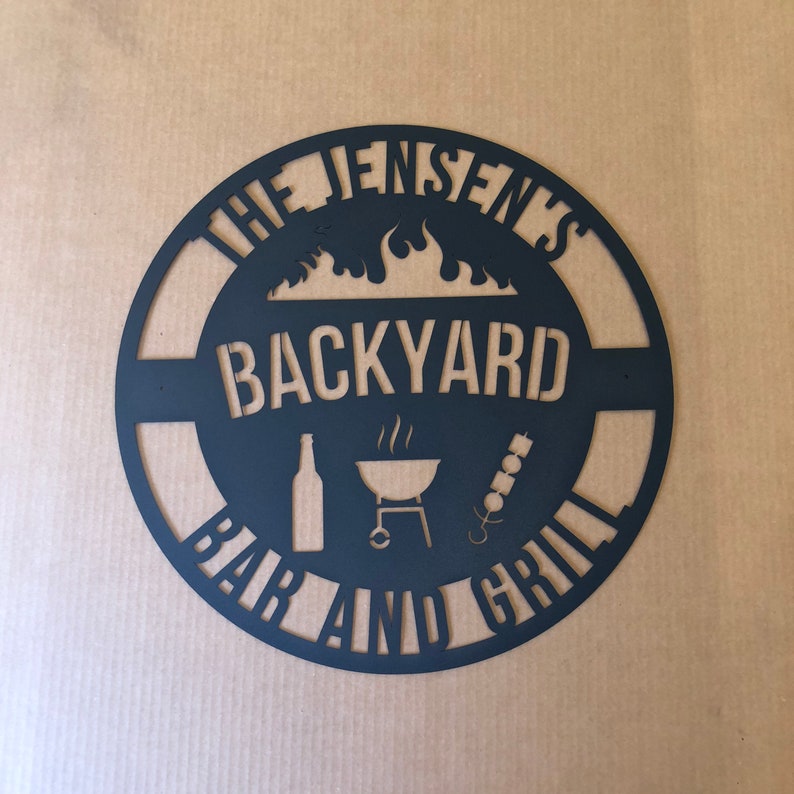 THE JENSEN'S
BACKYARD
BAR AND GRILL